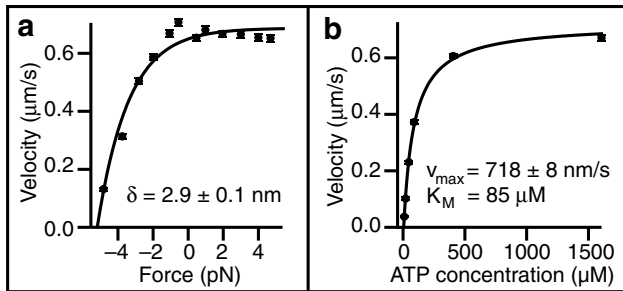 a
Velocity (μm/s)
0.6
0.4
0.2
0.0
δ = 2.9 ± 0.1 nm
−4 −2 0 2 4
Force (pN)
b
Velocity (μm/s)
0.6
0.4
0.2
0.0
vmax = 718 ± 8 nm/s
KM = 85 μM
0 500 1000 1500
ATP concentration (μM)